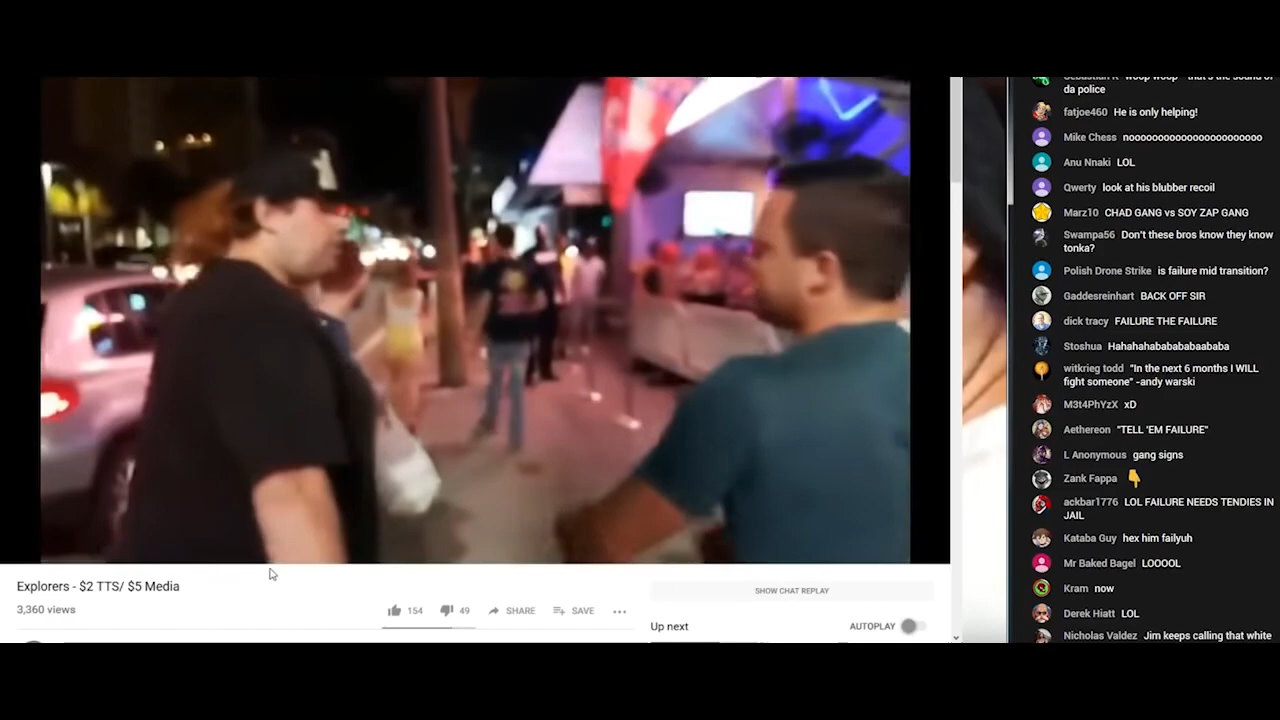 Explorers - $2 TTS/ $5 Media
3,360 views
154
49
SHARE
SAVE
SHOW CHAT REPLAY
Up next
AUTOPLAY
da police
fatjoe460 He is only helping!
Mike Chess nooooooooooooooooooooooo
Anu Nnaki LOL
Qwerty look at his blubber recoil
Marz10 CHAD GANG vs SOY ZAP GANG
Swampa56 Don't these bros know they know
tonka?
Polish Drone Strike is failure mid transition?
Gaddesreinhart BACK OFF SIR
dick tracy FAILURE THE FAILURE
Stoshua Hahahahabababababaababa
witkrieg todd "In the next 6 months I WILL
fight someone" -andy warski
M3t4PhYzX xD
Aethereon "TELL 'EM FAILURE"
L Anonymous gang signs
Zank Fappa 👇
ackbar1776 LOL FAILURE NEEDS TENDIES IN
JAIL
Kataba Guy hex him failyuh
Mr Baked Bagel LOOOOL
Kram now
Derek Hiatt LOL
Nicholas Valdez Jim keeps calling that white